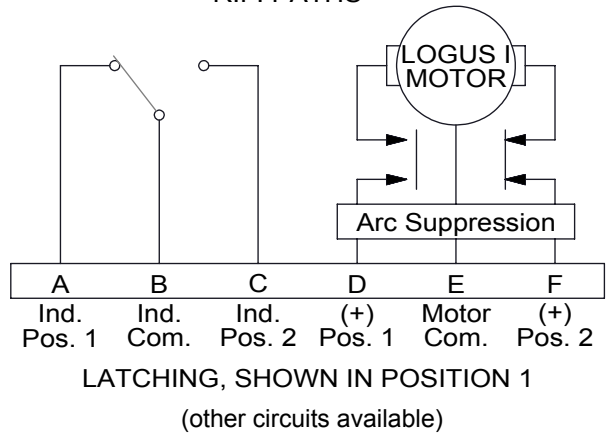 LOGUS I
MOTOR
Arc Suppression
A B C D E F
Ind. Ind. Ind. (+) Motor (+)
Pos. 1 Com. Pos. 2 Pos. 1 Com. Pos. 2
LATCHING, SHOWN IN POSITION 1
(other circuits available)